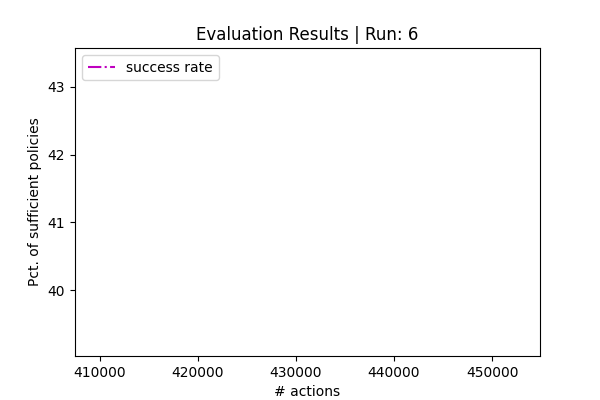 Evaluation Results | Run: 6
success rate
Pct. of sufficient policies
43
42
41
40
410000 420000 430000 440000 450000
# actions